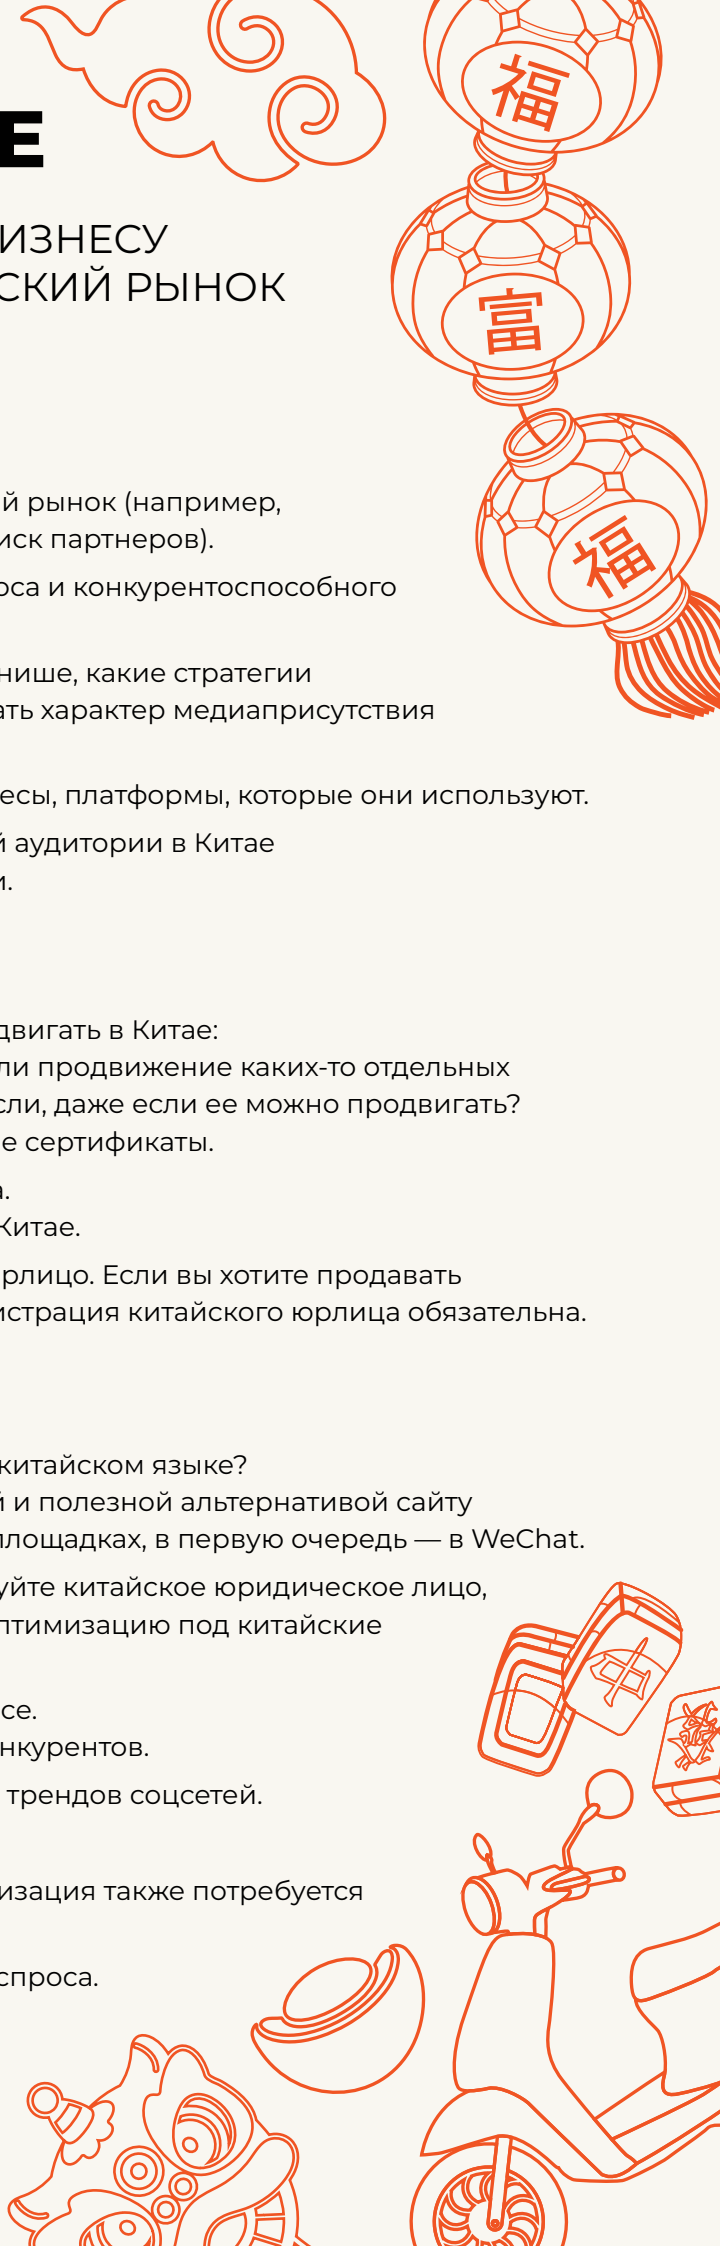 Е
福
ИЗНЕСУ
СКИЙ РЫНОК
富
й рынок (например,
иск партнеров).
福
оса и конкурентоспособного
нише, какие стратегии
ать характер медиаприсутствия
есы, платформы, которые они используют.
й аудитории в Китае
и.
двигать в Китае:
ли продвижение каких-то отдельных
сли, даже если ее можно продвигать?
е сертификаты.
а.
Китае.
рлицо. Если вы хотите продавать
истрация китайского юрлица обязательна.
китайском языке?
й и полезной альтернативой сайту
площадках, в первую очередь — в WeChat.
уйте китайское юридическое лицо,
птимизацию под китайские
中
се.
нкурентов.
трендов соцсетей.
изация также потребуется
спроса.